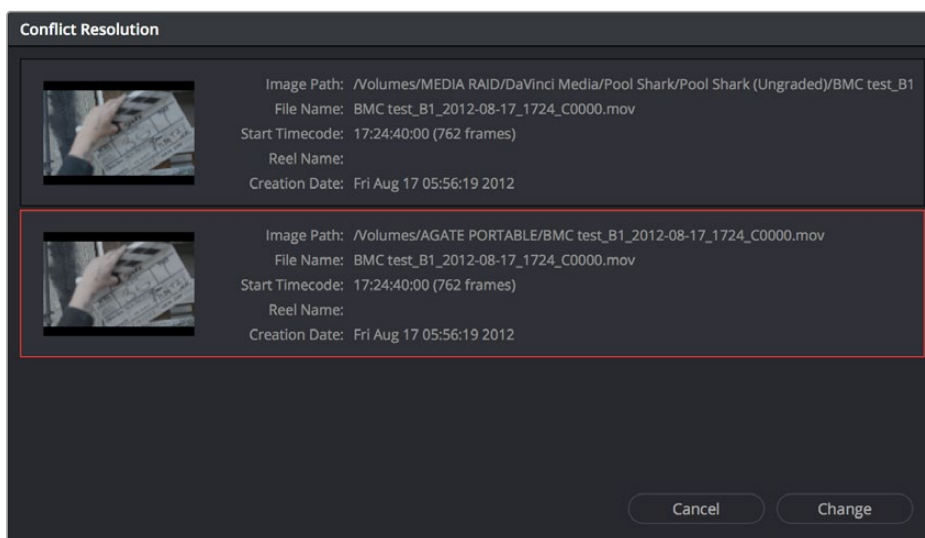 Conflict Resolution
Image Path: /Volumes/MEDIA RAID/DaVinci Media/Pool Shark/Pool Shark (Ungraded)/BMC test_B1
File Name: BMC test_B1_2012-08-17_1724_C0000.mov
Start Timecode: 17:24:40:00 (762 frames)
Reel Name:
Creation Date: Fri Aug 17 05:56:19 2012
Image Path: /Volumes/AGATE PORTABLE/BMC test_B1_2012-08-17_1724_C0000.mov
File Name: BMC test_B1_2012-08-17_1724_C0000.mov
Start Timecode: 17:24:40:00 (762 frames)
Reel Name:
Creation Date: Fri Aug 17 05:56:19 2012
Cancel Change